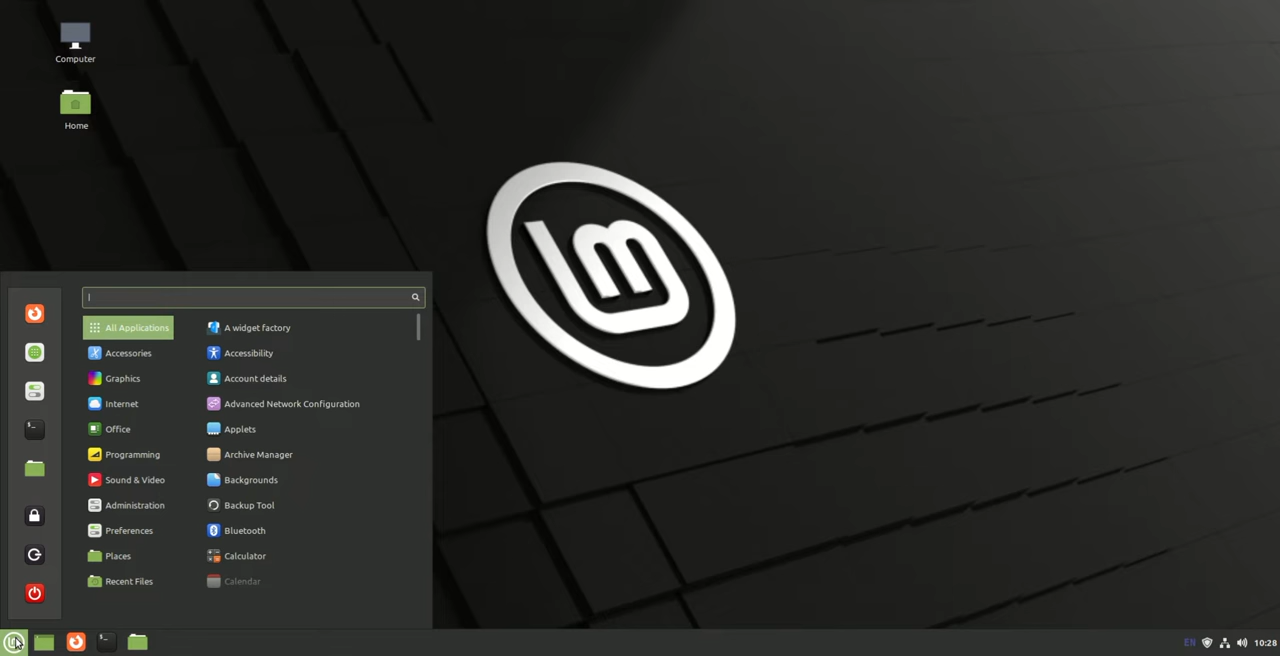 Computer
Home
All Applications
Accessories
Graphics
Internet
Office
Programming
Sound & Video
Administration
Preferences
Places
Recent Files
A widget factory
Accessibility
Account details
Advanced Network Configuration
Applets
Archive Manager
Backgrounds
Backup Tool
Bluetooth
Calculator
Calendar
EN
10:28